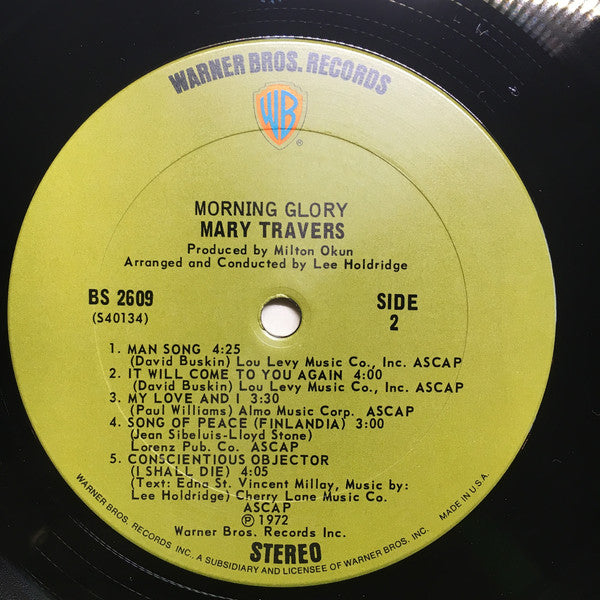 WARNER BROS. RECORDS
WB
®
MORNING GLORY
MARY TRAVERS
Produced by Milton Okun
Arranged and Conducted by Lee Holdridge
BS 2609
(S40134)
SIDE
2
1. MAN SONG 4:25
(David Buskin) Lou Levy Music Co., Inc. ASCAP
2. IT WILL COME TO YOU AGAIN 4:00
(David Buskin) Lou Levy Music Co., Inc. ASCAP
3. MY LOVE AND I 3:30
(Paul Williams) Almo Music Corp. ASCAP
4. SONG OF PEACE (FINLANDIA) 3:00
(Jean Sibeluis-Lloyd Stone)
Lorenz Pub. Co. ASCAP
5. CONSCIENTIOUS OBJECTOR
(I SHALL DIE) 4:05
(Text: Edna St. Vincent Millay, Music by:
Lee Holdridge) Cherry Lane Music Co.
ASCAP
℗ 1972
Warner Bros. Records Inc.
STEREO
WARNER BROS. RECORDS INC., A SUBSIDIARY AND LICENSEE OF WARNER BROS. INC. MADE IN U.S.A.